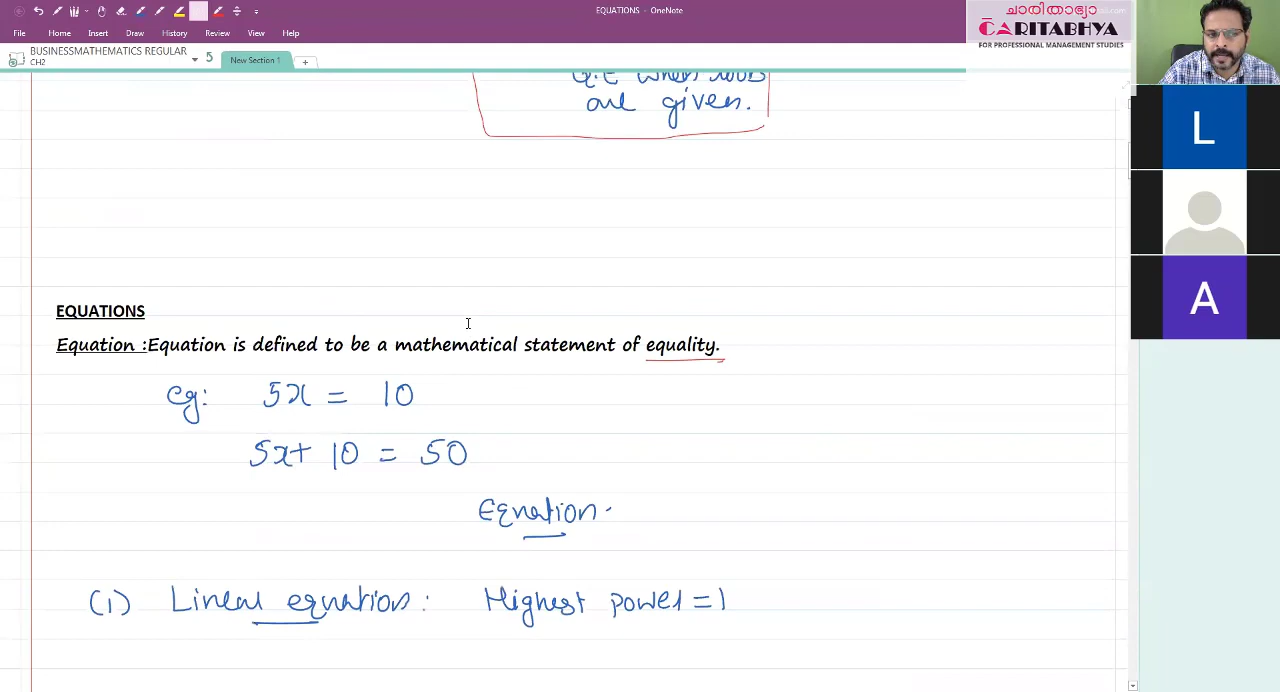 EQUATIONS – OneNote
File Home Insert Draw History Review View Help
BUSINESSMATHEMATICS REGULAR
CH2
5
New Section 1
+
ചാരിതാഭ്യാ
CARITABHYA
FOR PROFESSIONAL MANAGEMENT STUDIES
Q.E when roots
are given.
L
A
EQUATIONS
Equation :Equation is defined to be a mathematical statement of equality.
eg: 5x = 10
5x+ 10 = 50
Equation.
(1) Linear equation: Highest power = 1